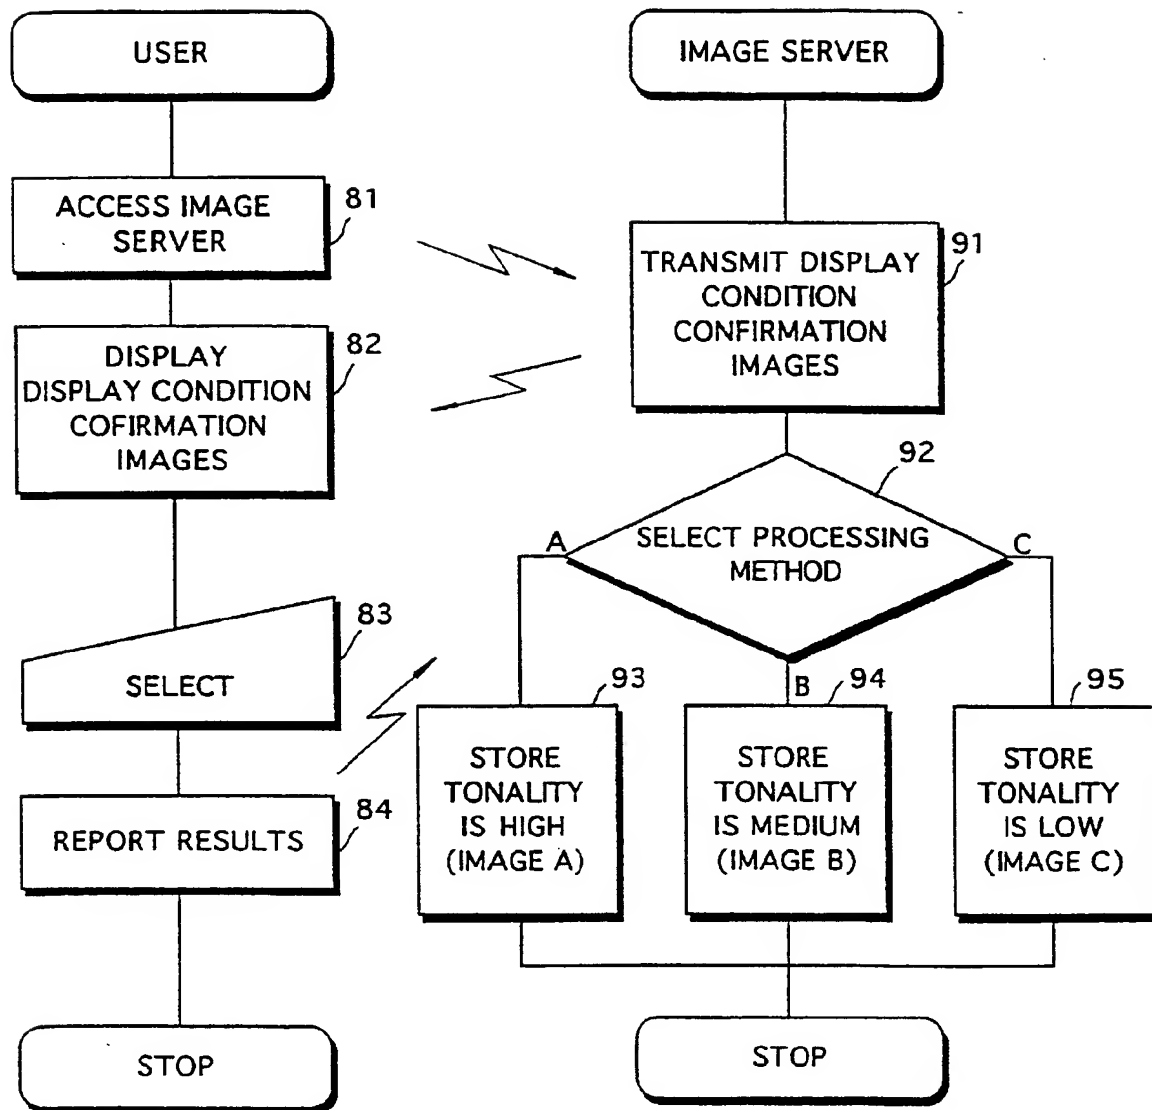 USER
ACCESS IMAGE
SERVER
81
DISPLAY
DISPLAY CONDITION
COFIRMATION
IMAGES
82
SELECT
83
REPORT RESULTS
84
STOP
IMAGE SERVER
TRANSMIT DISPLAY
CONDITION
CONFIRMATION
IMAGES
91
SELECT PROCESSING
METHOD
92
A
B
C
STORE
TONALITY
IS HIGH
(IMAGE A)
93
STORE
TONALITY
IS MEDIUM
(IMAGE B)
94
STORE
TONALITY
IS LOW
(IMAGE C)
95
STOP